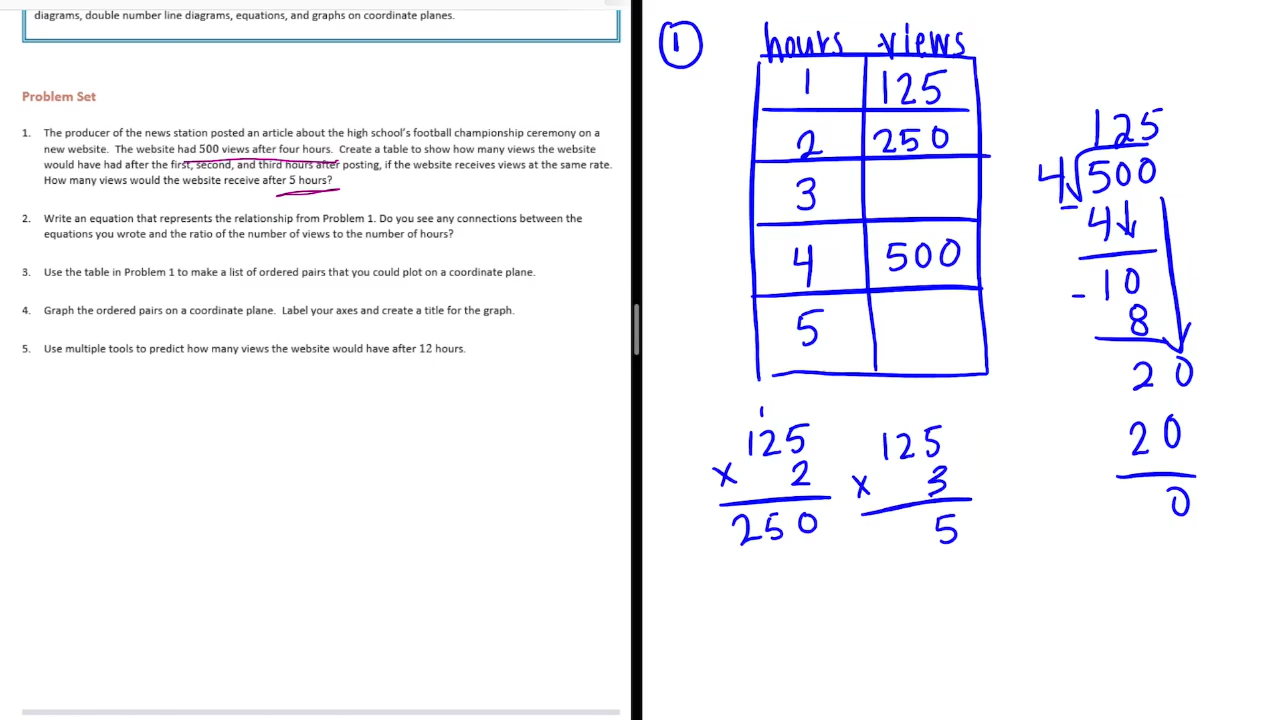 diagrams, double number line diagrams, equations, and graphs on coordinate planes.
Problem Set
1. The producer of the news station posted an article about the high school's football championship ceremony on a
new website. The website had 500 views after four hours. Create a table to show how many views the website
would have had after the first, second, and third hours after posting, if the website receives views at the same rate.
How many views would the website receive after 5 hours?
2. Write an equation that represents the relationship from Problem 1. Do you see any connections between the
equations you wrote and the ratio of the number of views to the number of hours?
3. Use the table in Problem 1 to make a list of ordered pairs that you could plot on a coordinate plane.
4. Graph the ordered pairs on a coordinate plane. Label your axes and create a title for the graph.
5. Use multiple tools to predict how many views the website would have after 12 hours.
1
hours views
1 125
2 250
3
4 500
5
125
4 500
4
- 10
8
20
20
0
1
125
x 2
250
125
x 3
5